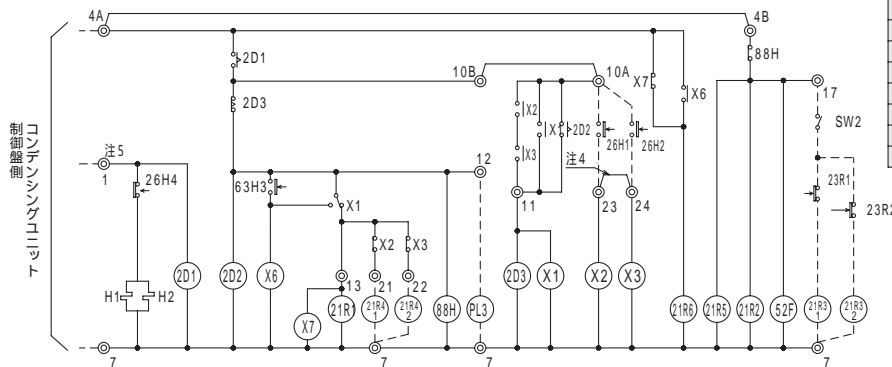 4A
4B
2D1
88H
10B
10A
X7
X6
17
2D3
X2
X1
2D2
26H1
26H2
SW2
コンデンシングユニット
制御盤側
注5
1
26H4
63H3
X1
12
X3
注4
11
23
24
23R1
23R2
X2
X3
H1
H2
2D1
2D2
X6
13
21
22
X7
21R1
21R4 1
21R4 2
88H
PL3
2D3
X1
X2
X3
21R6
21R5
21R2
52F
21R3 1
21R3 2
7
7
7
7